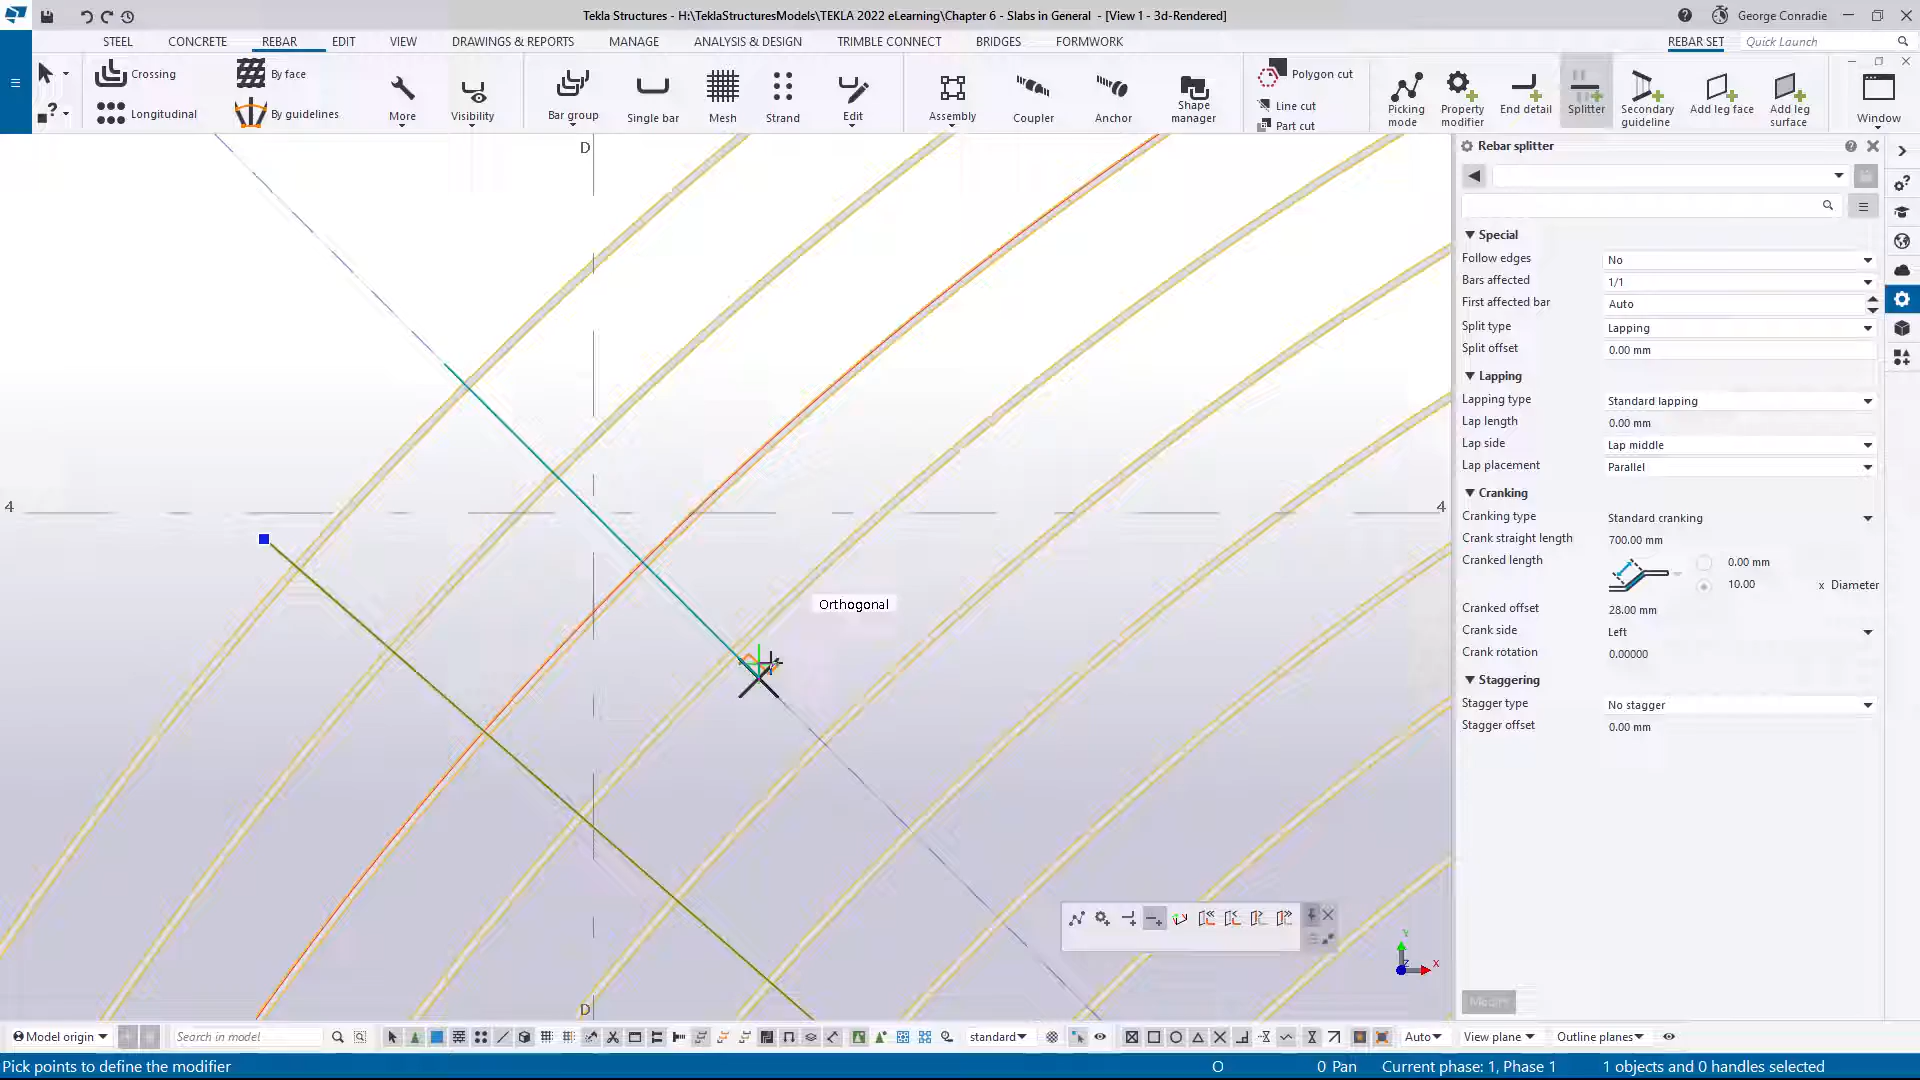 Tekla Structures - H:\TeklaStructuresModels\TEKLA 2022 eLearning\Chapter 6 - Slabs in General - [View 1 - 3d-Rendered]
George Conradie
STEEL CONCRETE REBAR EDIT VIEW DRAWINGS & REPORTS MANAGE ANALYSIS & DESIGN TRIMBLE CONNECT BRIDGES FORMWORK REBAR SET Quick Launch
Crossing
Longitudinal
By face
By guidelines
More
Visibility
Bar group
Single bar
Mesh
Strand
Edit
Assembly
Coupler
Anchor
Shape manager
Polygon cut
Line cut
Part cut
Picking mode
Property modifier
End detail
Splitter
Secondary guideline
Add leg face
Add leg surface
Window
D
4
4
Orthogonal
D
Y
Z
X
Rebar splitter
Special
Follow edges No
Bars affected 1/1
First affected bar Auto
Split type Lapping
Split offset 0.00 mm
Lapping
Lapping type Standard lapping
Lap length 0.00 mm
Lap side Lap middle
Lap placement Parallel
Cranking
Cranking type Standard cranking
Crank straight length 700.00 mm
Cranked length 0.00 mm
10.00 x Diameter
Cranked offset 28.00 mm
Crank side Left
Crank rotation 0.00000
Staggering
Stagger type No stagger
Stagger offset 0.00 mm
Modify
Model origin Search in model standard Auto View plane Outline planes
Pick points to define the modifier O 0 Pan Current phase: 1, Phase 1 1 objects and 0 handles selected